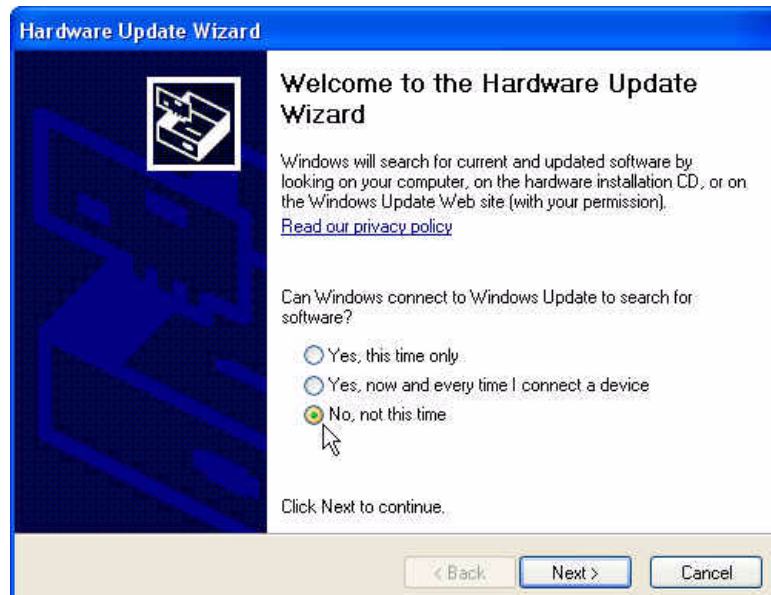 Hardware Update Wizard
Welcome to the Hardware Update
Wizard
Windows will search for current and updated software by
looking on your computer, on the hardware installation CD, or on
the Windows Update Web site (with your permission).
Read our privacy policy
Can Windows connect to Windows Update to search for
software?
Yes, this time only
Yes, now and every time I connect a device
No, not this time
Click Next to continue.
< Back
Next >
Cancel